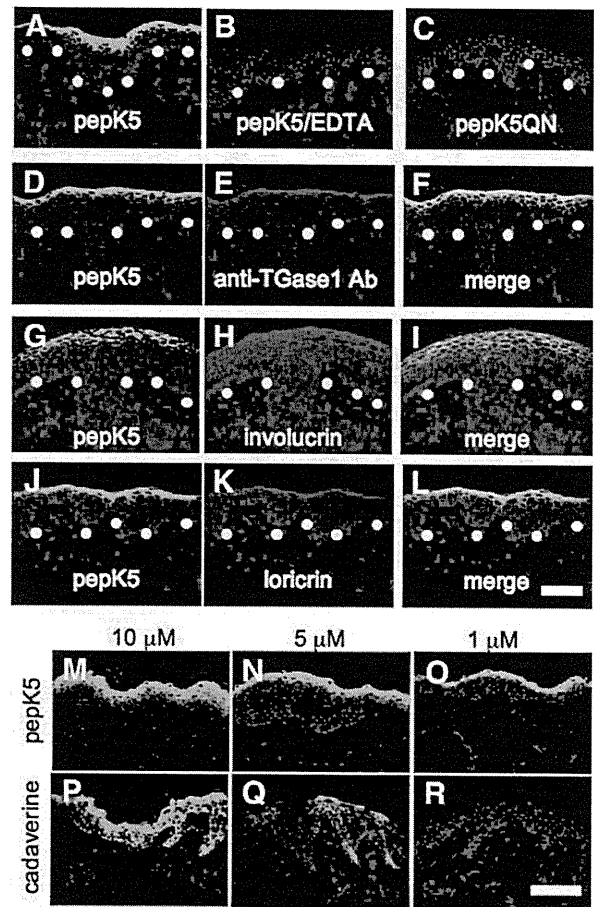 A B C
pepK5 pepK5/EDTA pepK5QN
D E F
pepK5 anti-TGase1 Ab merge
G H I
pepK5 involucrin merge
J K L
pepK5 loricrin merge
10 μM 5 μM 1 μM
M N O
pepK5
P Q R
cadaverine